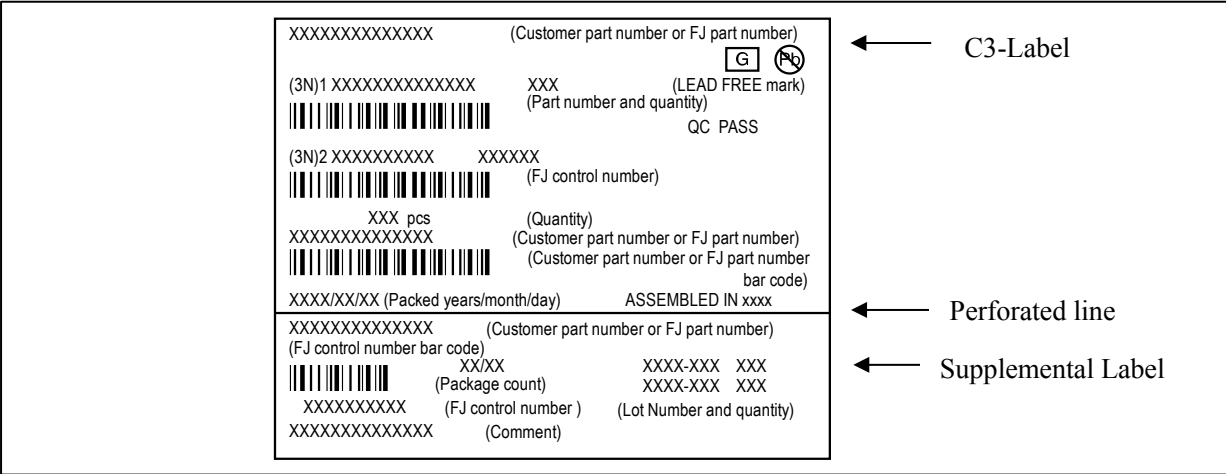 XXXXXXXXXXXXXX (Customer part number or FJ part number)
C3-Label
G Pb
(3N)1 XXXXXXXXXXXXXX XXX (LEAD FREE mark)
(Part number and quantity)
QC PASS
(3N)2 XXXXXXXXXX XXXXXX
(FJ control number)
XXX pcs (Quantity)
XXXXXXXXXXXXXX (Customer part number or FJ part number)
(Customer part number or FJ part number
bar code)
XXXX/XX/XX (Packed years/month/day) ASSEMBLED IN xxxx
Perforated line
XXXXXXXXXXXXXX (Customer part number or FJ part number)
(FJ control number bar code)
XX/XX XXXX-XXX XXX
Supplemental Label
(Package count) XXXX-XXX XXX
XXXXXXXXXX (FJ control number ) (Lot Number and quantity)
XXXXXXXXXXXXXX (Comment)